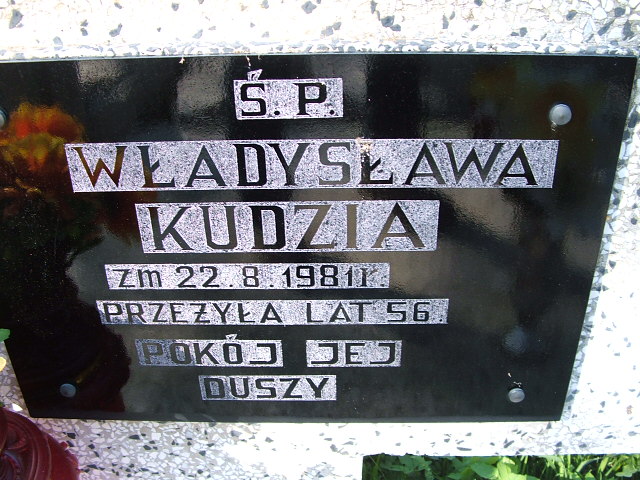 Ś.P.
WŁADYSŁAWA
KUDZIA
zm 22.8.1981r
PRZEŻYŁA LAT 56
POKÓJ JEJ
DUSZY